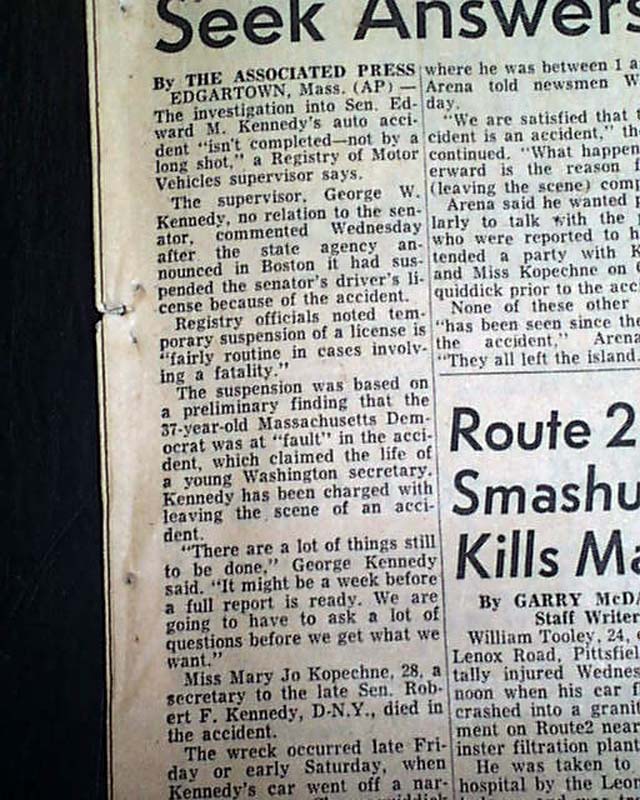 Seek Answers
By THE ASSOCIATED PRESS
EDGARTOWN, Mass. (AP) —
The investigation into Sen. Ed-
ward M. Kennedy's auto acci-
dent "isn't completed—not by a
long shot," a Registry of Motor
Vehicles supervisor says.
The supervisor, George W.
Kennedy, no relation to the sen-
ator, commented Wednesday
after the state agency an-
nounced in Boston it had sus-
pended the senator's driver's li-
cense because of the accident.
Registry officials noted tem-
porary suspension of a license is
"fairly routine in cases involv-
ing a fatality."
The suspension was based on
a preliminary finding that the
37-year-old Massachusetts Dem-
ocrat was at "fault" in the acci-
dent, which claimed the life of
a young Washington secretary.
Kennedy has been charged with
leaving the scene of an acci-
dent.
"There are a lot of things still
to be done," George Kennedy
said. "It might be a week before
a full report is ready. We are
going to have to ask a lot of
questions before we get what we
want."
Miss Mary Jo Kopechne, 28, a
secretary to the late Sen. Rob-
ert F. Kennedy, D-N.Y., died in
the accident.
The wreck occurred late Fri-
day or early Saturday, when
Kennedy's car went off a nar-
where he was between 1 a
Arena told newsmen W
day.
"We are satisfied that t
cident is an accident," the
continued. "What happen
erward is the reason
(leaving the scene) com
Arena said he wanted p
larly to talk with the
who were reported to h
tended a party with K
and Miss Kopechne on C
quiddick prior to the acci
None of these other
"has been seen since the
the accident," Arena
"They all left the island.
Route 2
Smashu
Kills Ma
By GARRY McDA
Staff Writer
William Tooley, 24,
Lenox Road, Pittsfiel
tally injured Wednes
noon when his car f
crashed into a granit
ment on Route2 near
inster filtration plant
He was taken to
hospital by the Leom